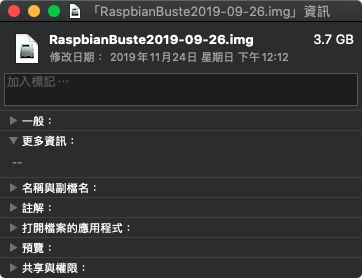 「RaspbianBuste2019-09-26.img」資訊
RaspbianBuste2019-09-26.img 3.7 GB
修改日期： 2019年11月24日 星期日 下午12:12
加入標記⋯
一般：
更多資訊：
--
名稱與副檔名：
註解：
打開檔案的應用程式：
預覽：
共享與權限：